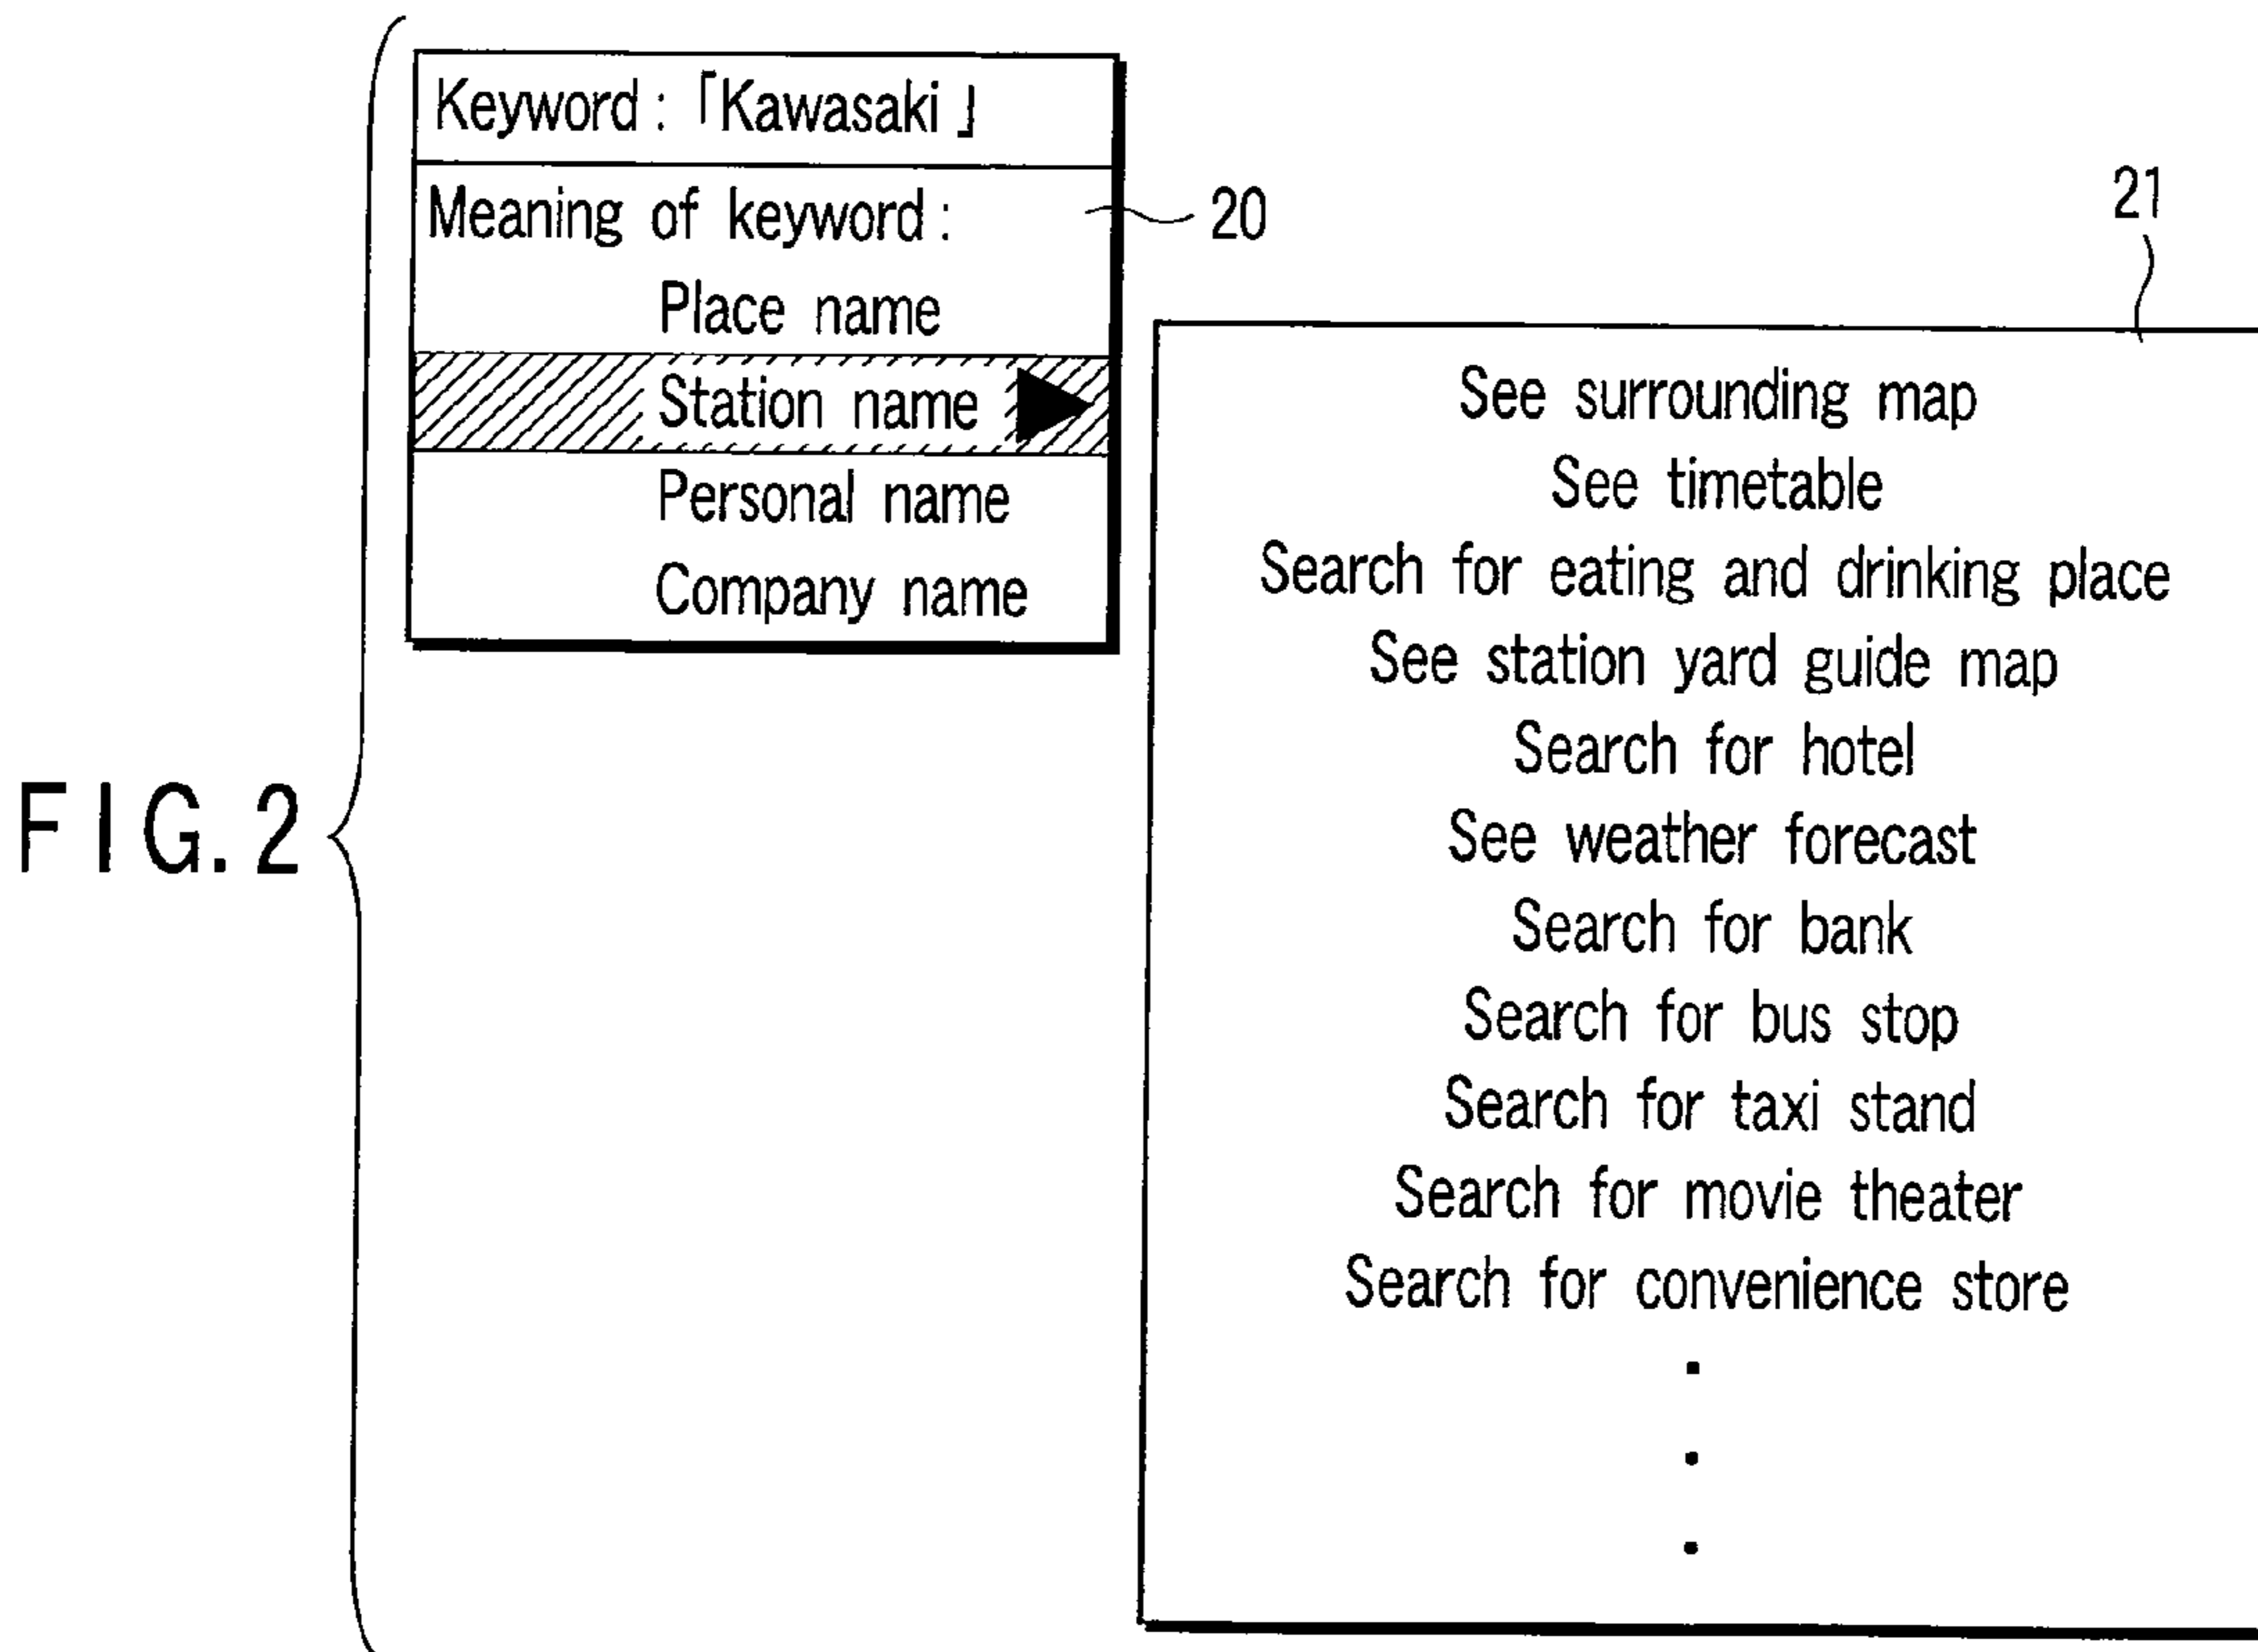 FIG.2
Keyword : 「Kawasaki 」
Meaning of keyword :
20
Place name
Station name
Personal name
Company name
21
See surrounding map
See timetable
Search for eating and drinking place
See station yard guide map
Search for hotel
See weather forecast
Search for bank
Search for bus stop
Search for taxi stand
Search for movie theater
Search for convenience store